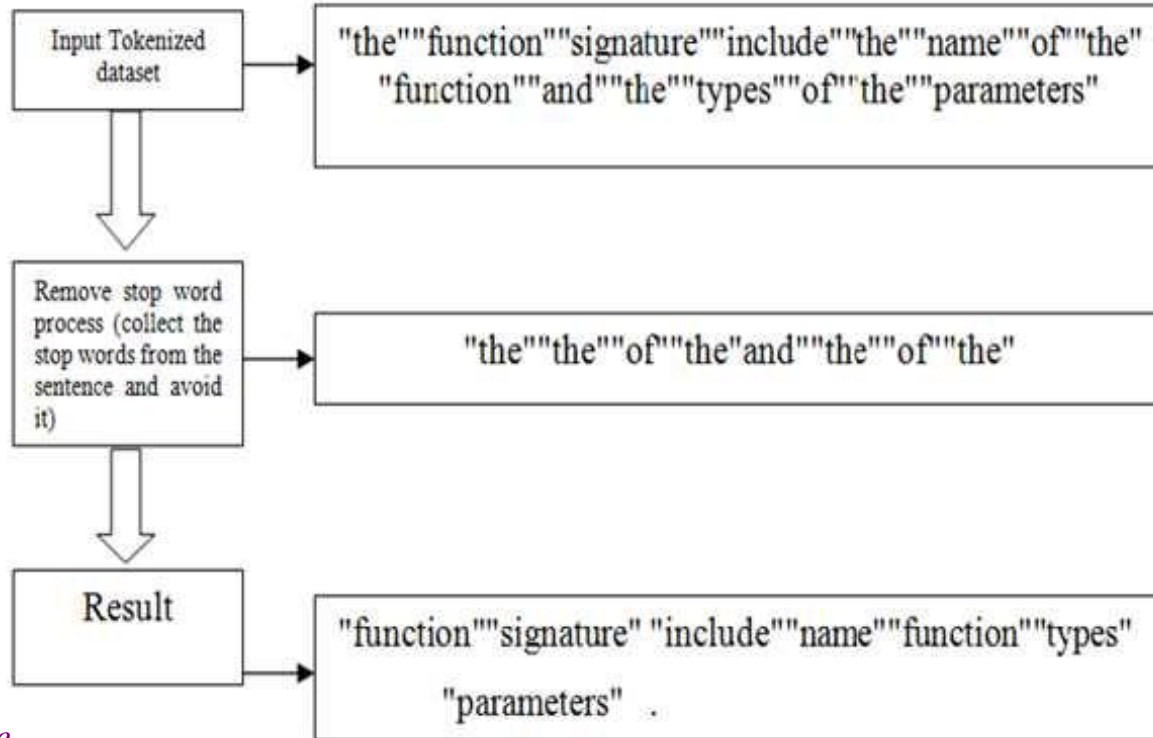 Input Tokenized
dataset
"the""function""signature""include""the""name""of""the"
"function""and""the""types""of""the""parameters"
Remove stop word
process (collect the
stop words from the
sentence and avoid
it)
"the""the""of""the"and""the""of""the"
Result
"function""signature" "include""name""function""types"
"parameters" .